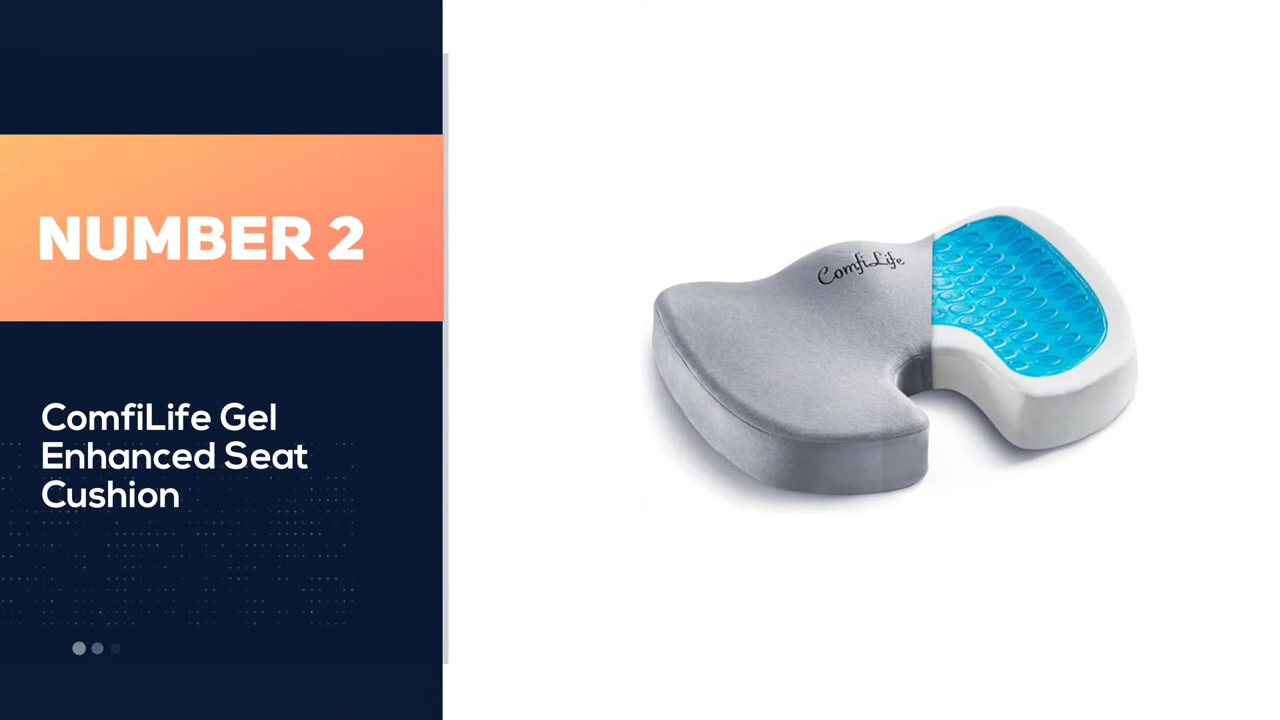 NUMBER 2
ComfiLife Gel
Enhanced Seat
Cushion
ComfiLife